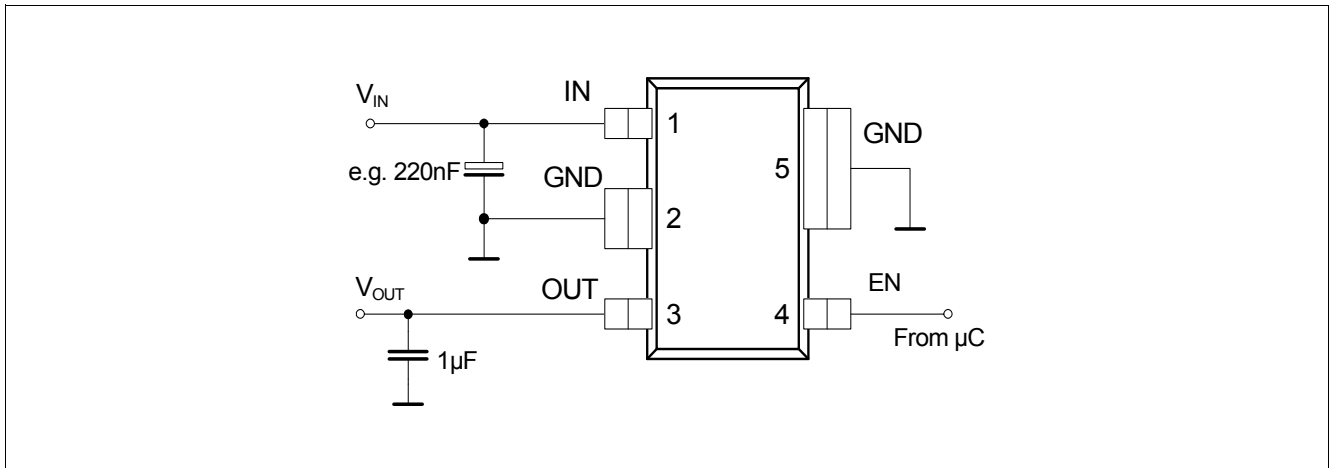 V_IN
IN
1
e.g. 220nF
GND
2
V_OUT
OUT
3
1µF
GND
5
EN
4
From µC